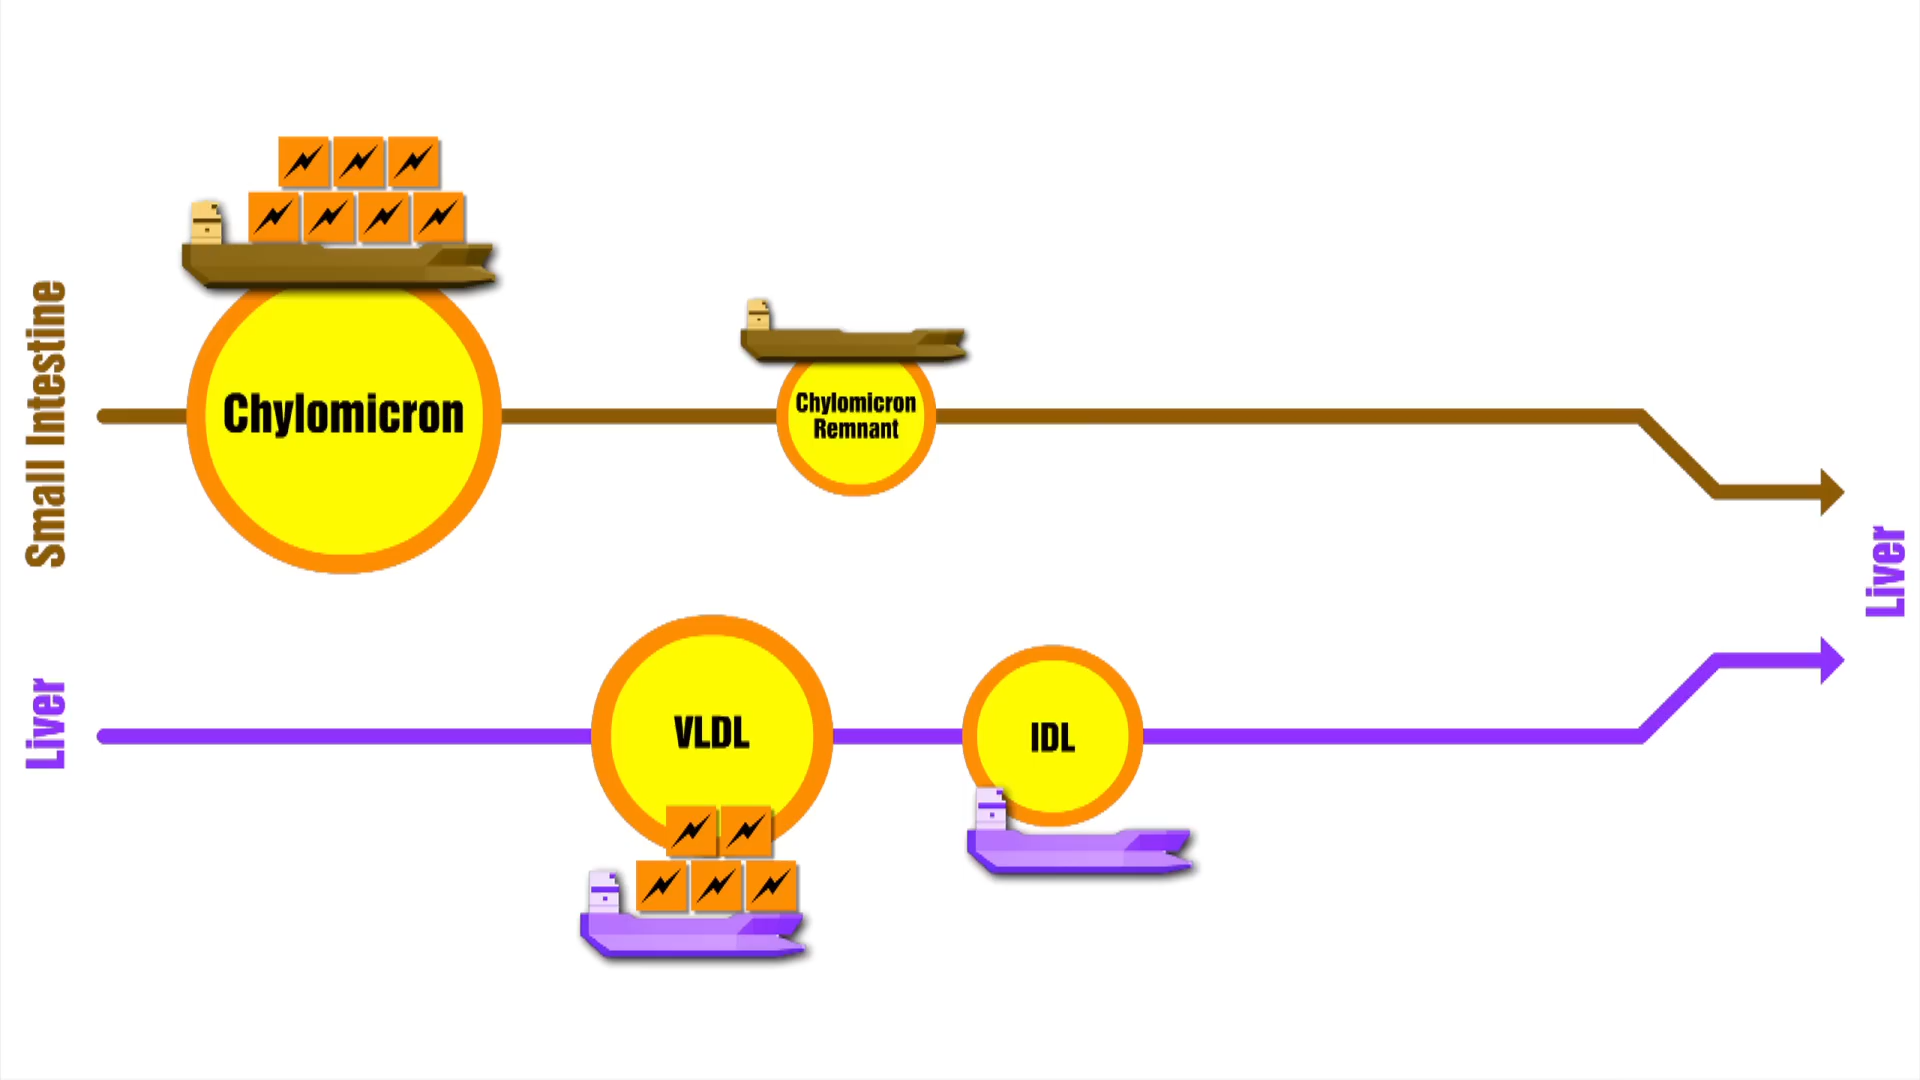 Small Intestine
Chylomicron
Chylomicron
Remnant
Liver
Liver
VLDL
IDL